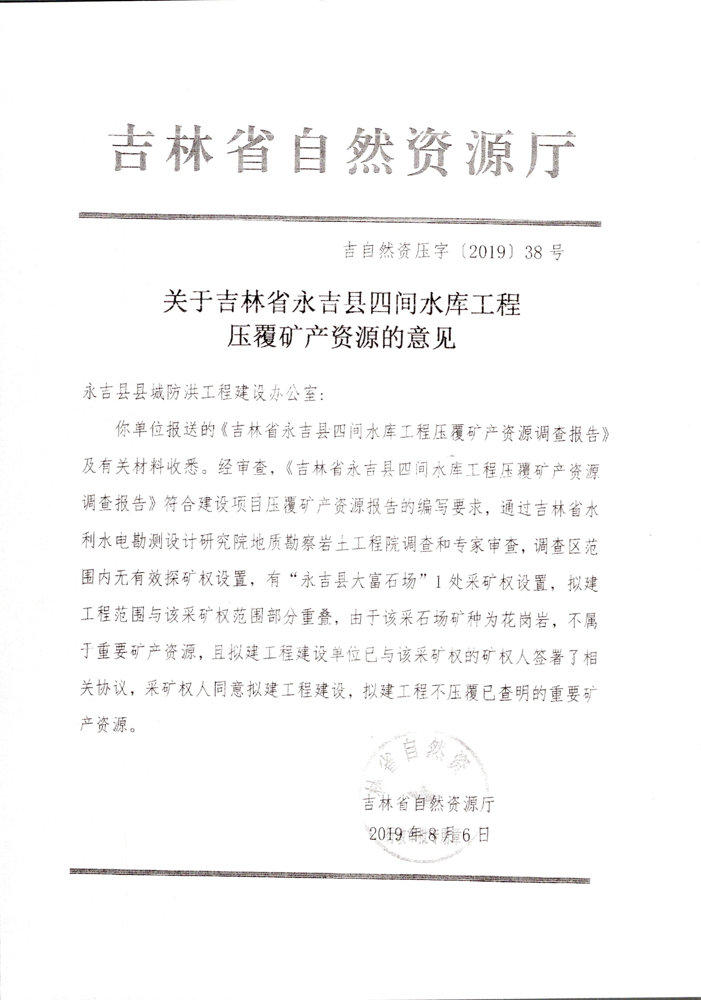 吉林省自然资源厅
吉自然资压字〔2019〕38号
关于吉林省永吉县四间水库工程
压覆矿产资源的意见
永吉县县城防洪工程建设办公室：
你单位报送的《吉林省永吉县四间水库工程压覆矿产资源调查报告》
及有关材料收悉。经审查，《吉林省永吉县四间水库工程压覆矿产资源
调查报告》符合建设项目压覆矿产资源报告的编写要求，通过吉林省水
利水电勘测设计研究院地质勘察岩土工程院调查和专家审查，调查区范
围内无有效探矿权设置，有“永吉县大富石场”1处采矿权设置，拟建
工程范围与该采矿权范围部分重叠，由于该采石场矿种为花岗岩，不属
于重要矿产资源，且拟建工程建设单位已与该采矿权的矿权人签署了相
关协议，采矿权人同意拟建工程建设，拟建工程不压覆已查明的重要矿
产资源。
林省自然资
吉林省自然资源厅
2019年8月6日
行政审批专用章